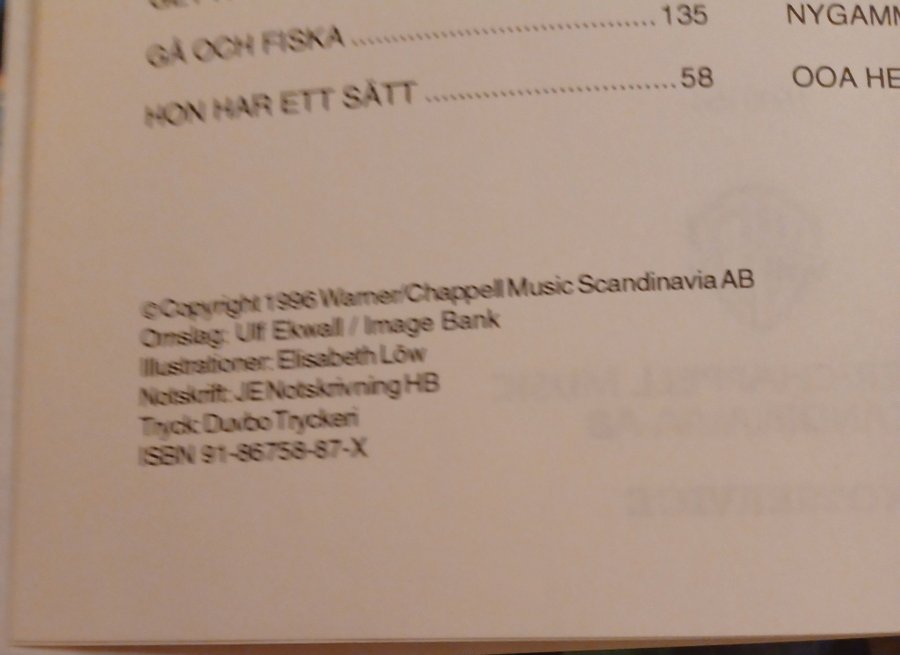 GÅ OCH FISKA ........................................ 135
HON HAR ETT SÄTT ................................ 58
NYGAMM
OOA HE
©Copyright 1996 Warner/Chappell Music Scandinavia AB
Omslag: Ulf Ekwall / Image Bank
Illustrationer: Elisabeth Löw
Notskrift: JE Notskrivning HB
Tryck: Duvbo Tryckeri
ISBN 91-86758-87-X